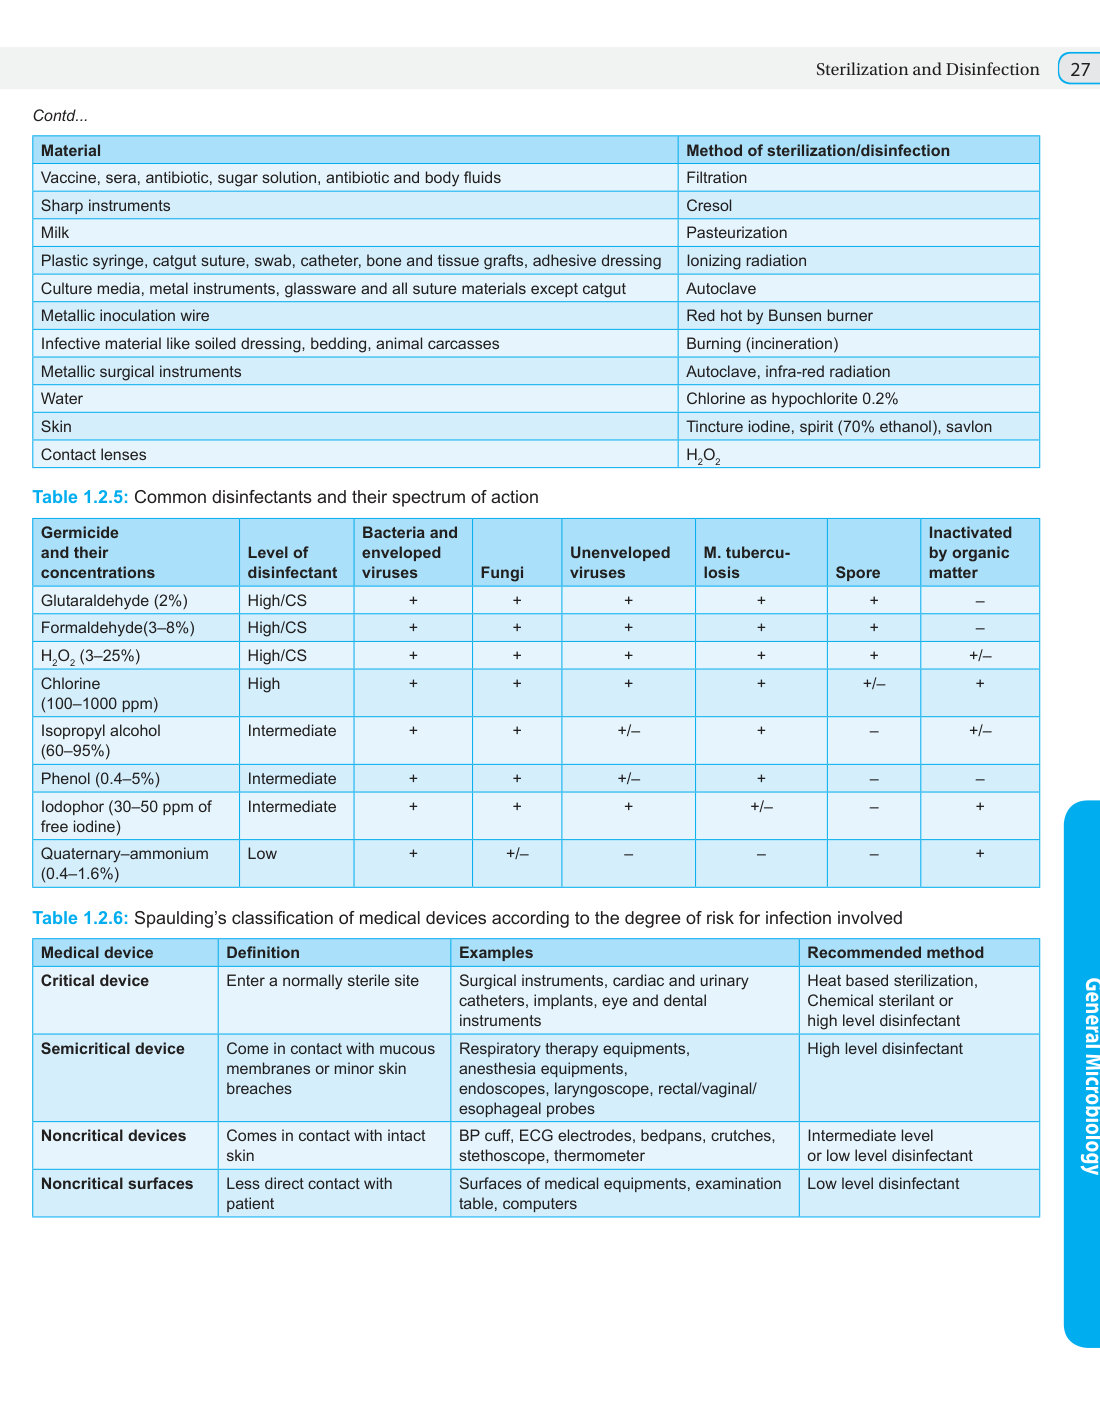 Sterilization and Disinfection 27
Contd...
Material Method of sterilization/disinfection
Vaccine, sera, antibiotic, sugar solution, antibiotic and body fluids Filtration
Sharp instruments Cresol
Milk Pasteurization
Plastic syringe, catgut suture, swab, catheter, bone and tissue grafts, adhesive dressing Ionizing radiation
Culture media, metal instruments, glassware and all suture materials except catgut Autoclave
Metallic inoculation wire Red hot by Bunsen burner
Infective material like soiled dressing, bedding, animal carcasses Burning (incineration)
Metallic surgical instruments Autoclave, infra-red radiation
Water Chlorine as hypochlorite 0.2%
Skin Tincture iodine, spirit (70% ethanol), savlon
Contact lenses H₂O₂
Table 1.2.5: Common disinfectants and their spectrum of action
Germicide and their concentrations Level of disinfectant Bacteria and enveloped viruses Fungi Unenveloped viruses M. tubercu-losis Spore Inactivated by organic matter
Glutaraldehyde (2%) High/CS + + + + + –
Formaldehyde(3–8%) High/CS + + + + + –
H₂O₂ (3–25%) High/CS + + + + + +/–
Chlorine High + + + + +/– +
(100–1000 ppm)
Isopropyl alcohol Intermediate + + +/– + – +/–
(60–95%)
Phenol (0.4–5%) Intermediate + + +/– + – –
Iodophor (30–50 ppm of Intermediate + + + +/– – +
free iodine)
Quaternary–ammonium Low + +/– – – – +
(0.4–1.6%)
Table 1.2.6: Spaulding’s classification of medical devices according to the degree of risk for infection involved
Medical device Definition Examples Recommended method
Critical device Enter a normally sterile site Surgical instruments, cardiac and urinary Heat based sterilization,
catheters, implants, eye and dental Chemical sterilant or
instruments high level disinfectant
Semicritical device Come in contact with mucous Respiratory therapy equipments, High level disinfectant
membranes or minor skin anesthesia equipments,
breaches endoscopes, laryngoscope, rectal/vaginal/
esophageal probes
Noncritical devices Comes in contact with intact BP cuff, ECG electrodes, bedpans, crutches, Intermediate level
skin stethoscope, thermometer or low level disinfectant
Noncritical surfaces Less direct contact with Surfaces of medical equipments, examination Low level disinfectant
patient table, computers
General Microbiology